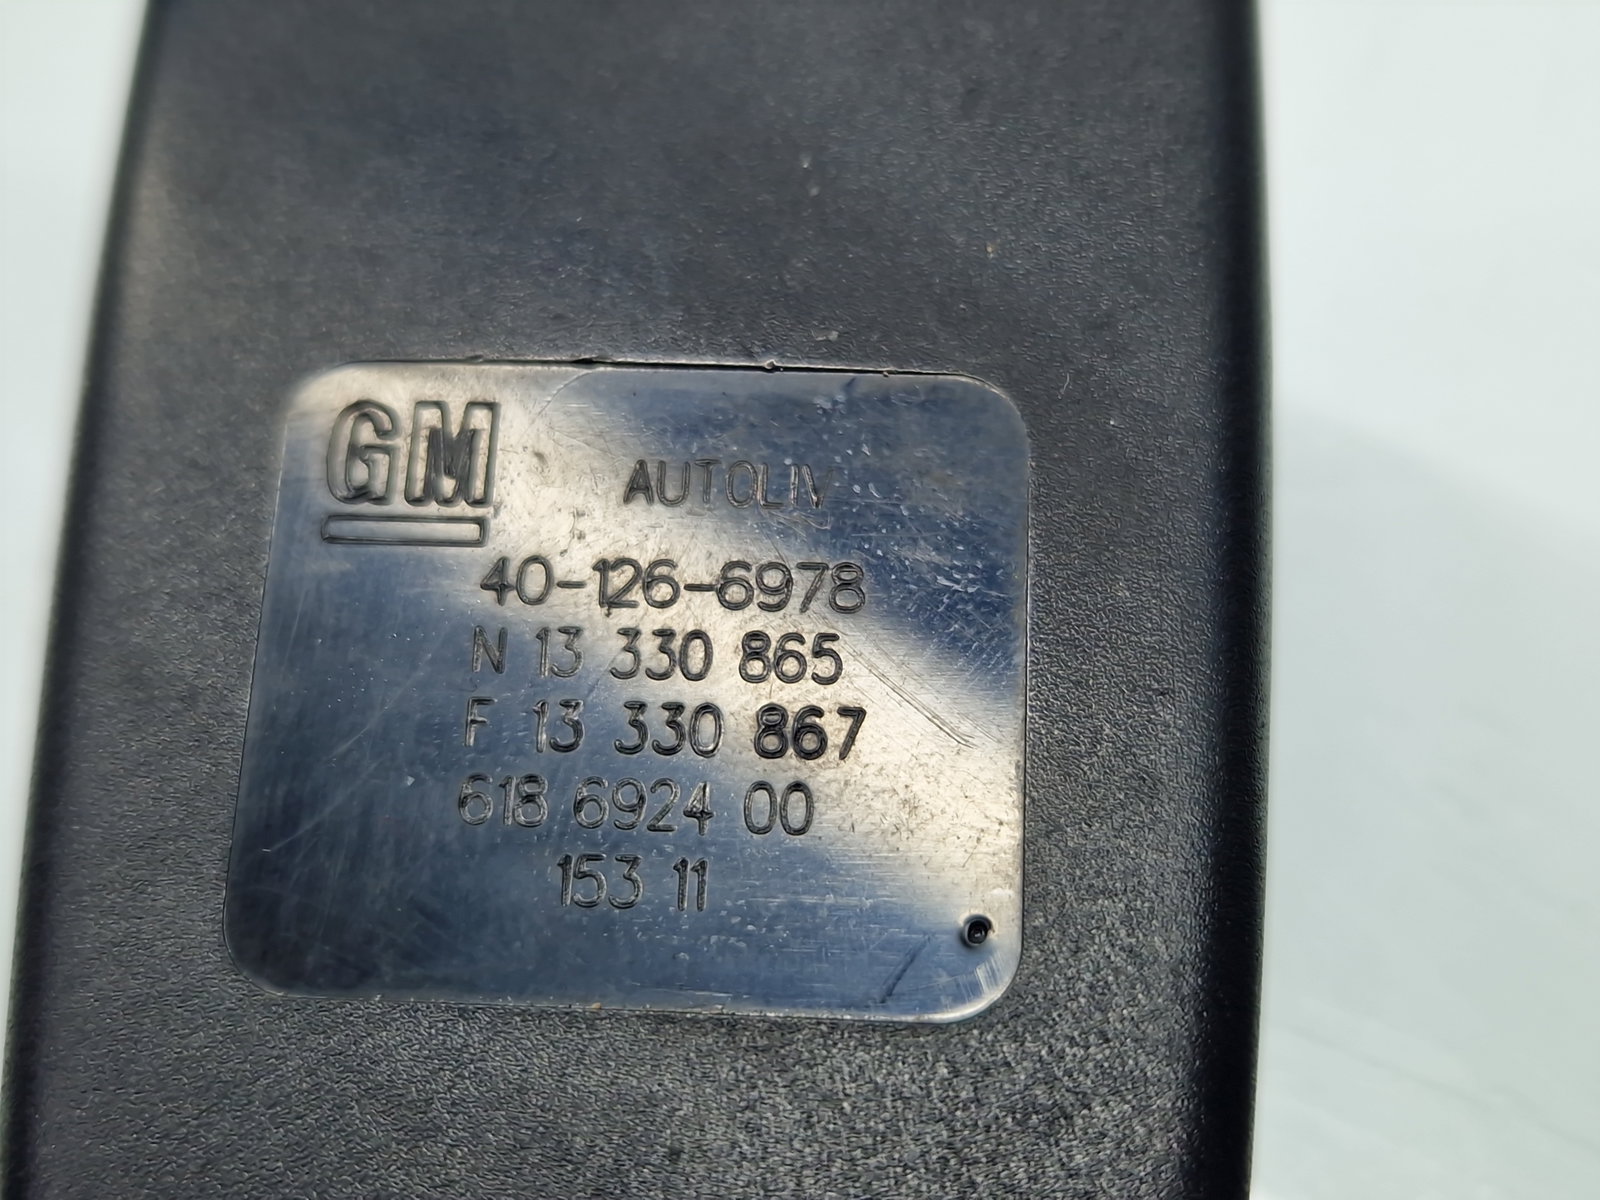 GM AUTOLIV
40-126-6978
N 13 330 865
F 13 330 867
618 6924 00
153 11